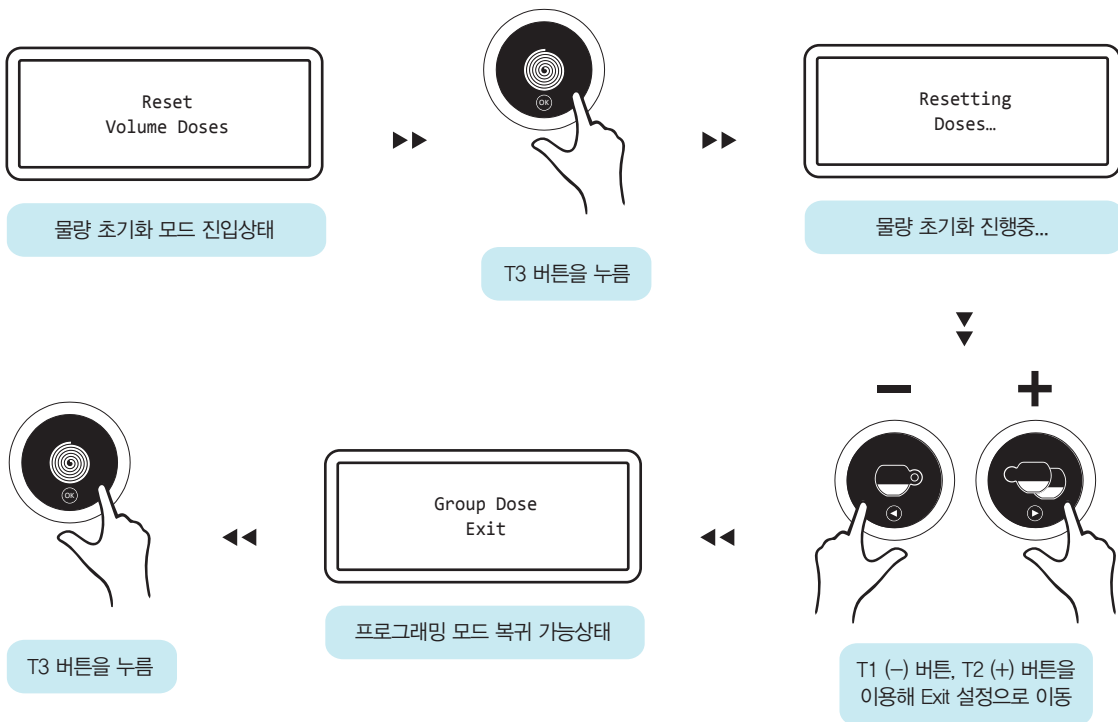 Reset
Volume Doses
물량 초기화 모드 진입상태
OK
T3 버튼을 누름
Resetting
Doses…
물량 초기화 진행중...
− +
T1 (−) 버튼, T2 (+) 버튼을
이용해 Exit 설정으로 이동
Group Dose
Exit
프로그래밍 모드 복귀 가능상태
OK
T3 버튼을 누름